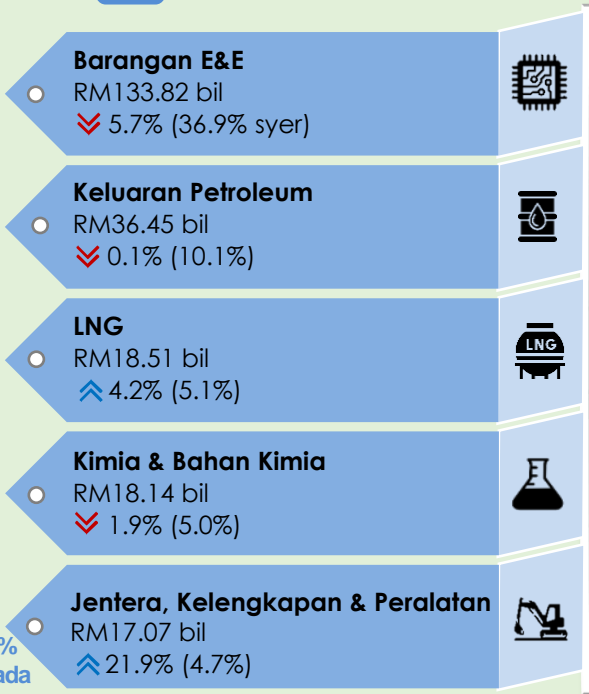 Barangan E&E
RM133.82 bil
5.7% (36.9% syer)
Keluaran Petroleum
RM36.45 bil
0.1% (10.1%)
LNG
RM18.51 bil
4.2% (5.1%)
LNG
Kimia & Bahan Kimia
RM18.14 bil
1.9% (5.0%)
Jentera, Kelengkapan & Peralatan
RM17.07 bil
21.9% (4.7%)
%